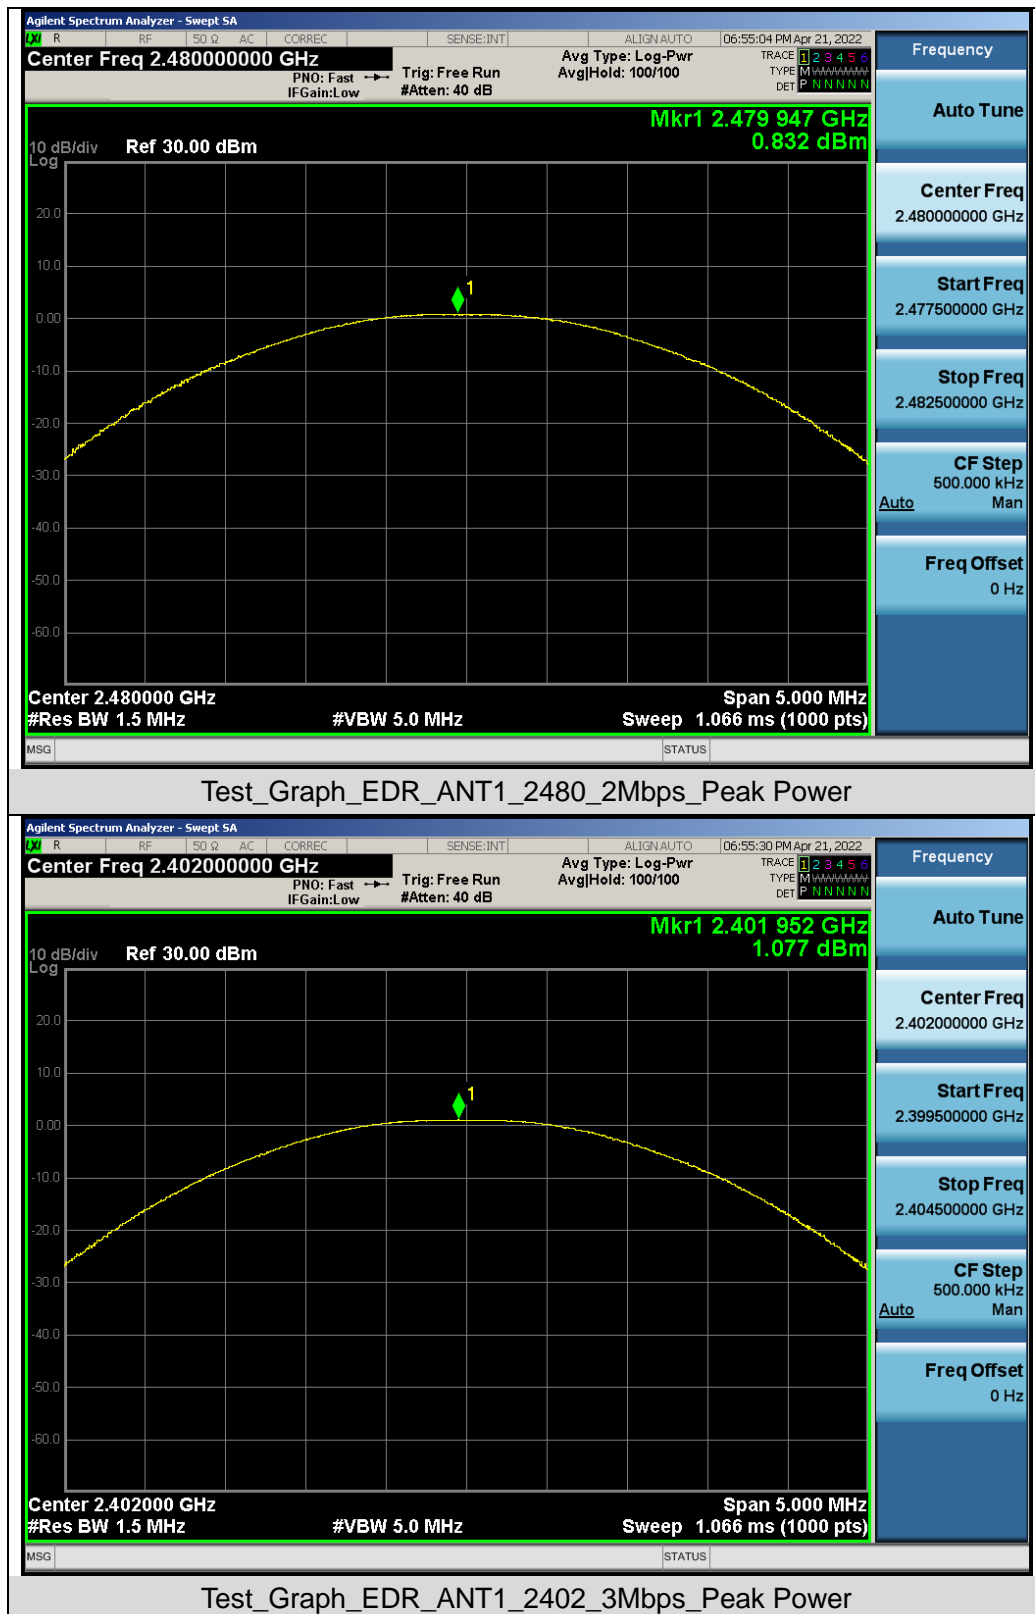 Agilent Spectrum Analyzer - Swept SA
LXI R RF 50 Ω AC CORREC SENSE:INT ALIGN AUTO 06:55:04 PM Apr 21, 2022
Center Freq 2.480000000 GHz
PNO: Fast
IFGain:Low
Trig: Free Run
#Atten: 40 dB
Avg Type: Log-Pwr
Avg|Hold: 100/100
TRACE 1 2 3 4 5 6
TYPE M WWWWW
DET P N N N N N
Mkr1 2.479 947 GHz
0.832 dBm
10 dB/div Ref 30.00 dBm
Log
20.0
10.0
0.00
-10.0
-20.0
-30.0
-40.0
-50.0
-60.0
1
Center 2.480000 GHz Span 5.000 MHz
#Res BW 1.5 MHz #VBW 5.0 MHz Sweep 1.066 ms (1000 pts)
MSG STATUS
Frequency
Auto Tune
Center Freq
2.480000000 GHz
Start Freq
2.477500000 GHz
Stop Freq
2.482500000 GHz
CF Step
500.000 kHz
Auto Man
Freq Offset
0 Hz
Test_Graph_EDR_ANT1_2480_2Mbps_Peak Power
Agilent Spectrum Analyzer - Swept SA
LXI R RF 50 Ω AC CORREC SENSE:INT ALIGN AUTO 06:55:30 PM Apr 21, 2022
Center Freq 2.402000000 GHz
PNO: Fast
IFGain:Low
Trig: Free Run
#Atten: 40 dB
Avg Type: Log-Pwr
Avg|Hold: 100/100
TRACE 1 2 3 4 5 6
TYPE M WWWWW
DET P N N N N N
Mkr1 2.401 952 GHz
1.077 dBm
10 dB/div Ref 30.00 dBm
Log
20.0
10.0
0.00
-10.0
-20.0
-30.0
-40.0
-50.0
-60.0
1
Center 2.402000 GHz Span 5.000 MHz
#Res BW 1.5 MHz #VBW 5.0 MHz Sweep 1.066 ms (1000 pts)
MSG STATUS
Frequency
Auto Tune
Center Freq
2.402000000 GHz
Start Freq
2.399500000 GHz
Stop Freq
2.404500000 GHz
CF Step
500.000 kHz
Auto Man
Freq Offset
0 Hz
Test_Graph_EDR_ANT1_2402_3Mbps_Peak Power